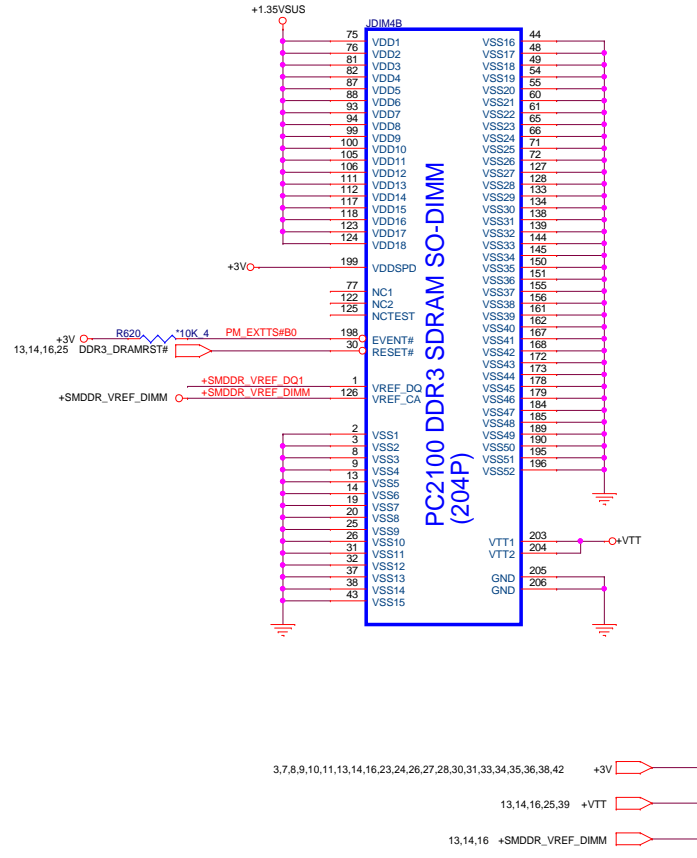 +1.35VSUS
JDIM4B
75 VDD1 VSS16 44
76 VDD2 VSS17 48
81 VDD3 VSS18 49
82 VDD4 VSS19 54
87 VDD5 VSS20 55
88 VDD6 VSS21 60
93 VDD7 VSS22 61
94 VDD8 VSS23 65
99 VDD9 VSS24 66
100 VDD10 VSS25 71
105 VDD11 VSS26 72
106 VDD12 VSS27 127
111 VDD13 VSS28 128
112 VDD14 VSS29 133
117 VDD15 VSS30 134
118 VDD16 VSS31 138
123 VDD17 VSS32 139
124 VDD18 VSS33 144
VSS34 145
+3V 199 VDDSPD VSS35 150
VSS36 151
77 NC1 VSS37 155
122 NC2 VSS38 156
125 NCTEST VSS39 161
VSS40 162
+3V R620 *10K_4 PM_EXTTS#B0 198 EVENT# VSS41 167
13,14,16,25 DDR3_DRAMRST# 30 RESET# VSS42 168
VSS43 172
VSS44 173
+SMDDR_VREF_DQ1 1 VREF_DQ VSS45 178
+SMDDR_VREF_DIMM +SMDDR_VREF_DIMM 126 VREF_CA VSS46 179
VSS47 184
VSS48 185
2 VSS1 VSS49 189
3 VSS2 VSS50 190
8 VSS3 VSS51 195
9 VSS4 VSS52 196
13 VSS5
14 VSS6
19 VSS7
20 VSS8
25 VSS9
26 VSS10 VTT1 203 +VTT
31 VSS11 VTT2 204
32 VSS12
37 VSS13 GND 205
38 VSS14 GND 206
43 VSS15
PC2100 DDR3 SDRAM SO-DIMM
(204P)
3,7,8,9,10,11,13,14,16,23,24,26,27,28,30,31,33,34,35,36,38,42 +3V
13,14,16,25,39 +VTT
13,14,16 +SMDDR_VREF_DIMM